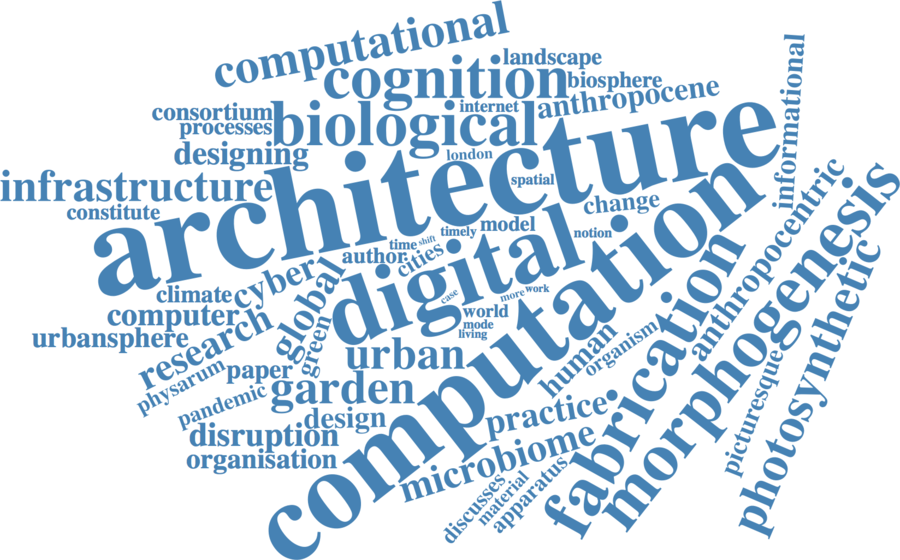 computational
landscape
cognition
biosphere
consortium
internet
anthropocene
informational
processes
biological
designing
london
architecture
infrastructure
spatial
constitute
change
model
timely
notion
time
shift
author
cities
anthropocentric
morphogenesis
digital
cyber
climate
global
case
more
work
computer
world
mode
living
urbansphere
research
green
urban
computation
human
organism
fabrication
photosynthetic
physarum
paper
garden
picturesque
pandemic
design
practice
disruption
organisation
microbiome
discusses
material
apparatus